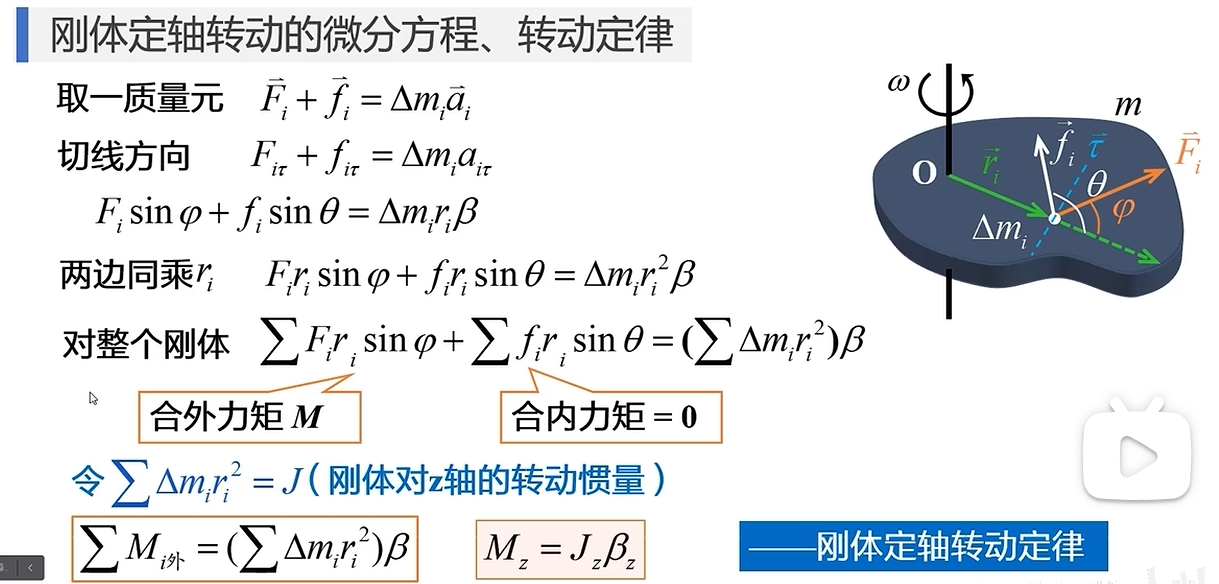 刚体定轴转动的微分方程、转动定律
取一质量元 $\vec{F}_i + \vec{f}_i = \Delta m_i \vec{a}_i$
切线方向 $F_{i\tau} + f_{i\tau} = \Delta m_i a_{i\tau}$
$F_i \sin\varphi + f_i \sin\theta = \Delta m_i r_i \beta$
两边同乘$r_i$ $F_i r_i \sin\varphi + f_i r_i \sin\theta = \Delta m_i r_i^2 \beta$
对整个刚体 $\sum F_i r_i \sin\varphi + \sum f_i r_i \sin\theta = (\sum \Delta m_i r_i^2)\beta$
合外力矩 M
合内力矩 = 0
令 $\sum \Delta m_i r_i^2 = J$ (刚体对z轴的转动惯量)
$\sum M_{i外} = (\sum \Delta m_i r_i^2)\beta$
$M_z = J_z \beta_z$
——刚体定轴转动定律
ω
m
O
$\vec{r}_i$
$\vec{f}_i$
$\vec{\tau}$
$\vec{F}_i$
θ
φ
$\Delta m_i$